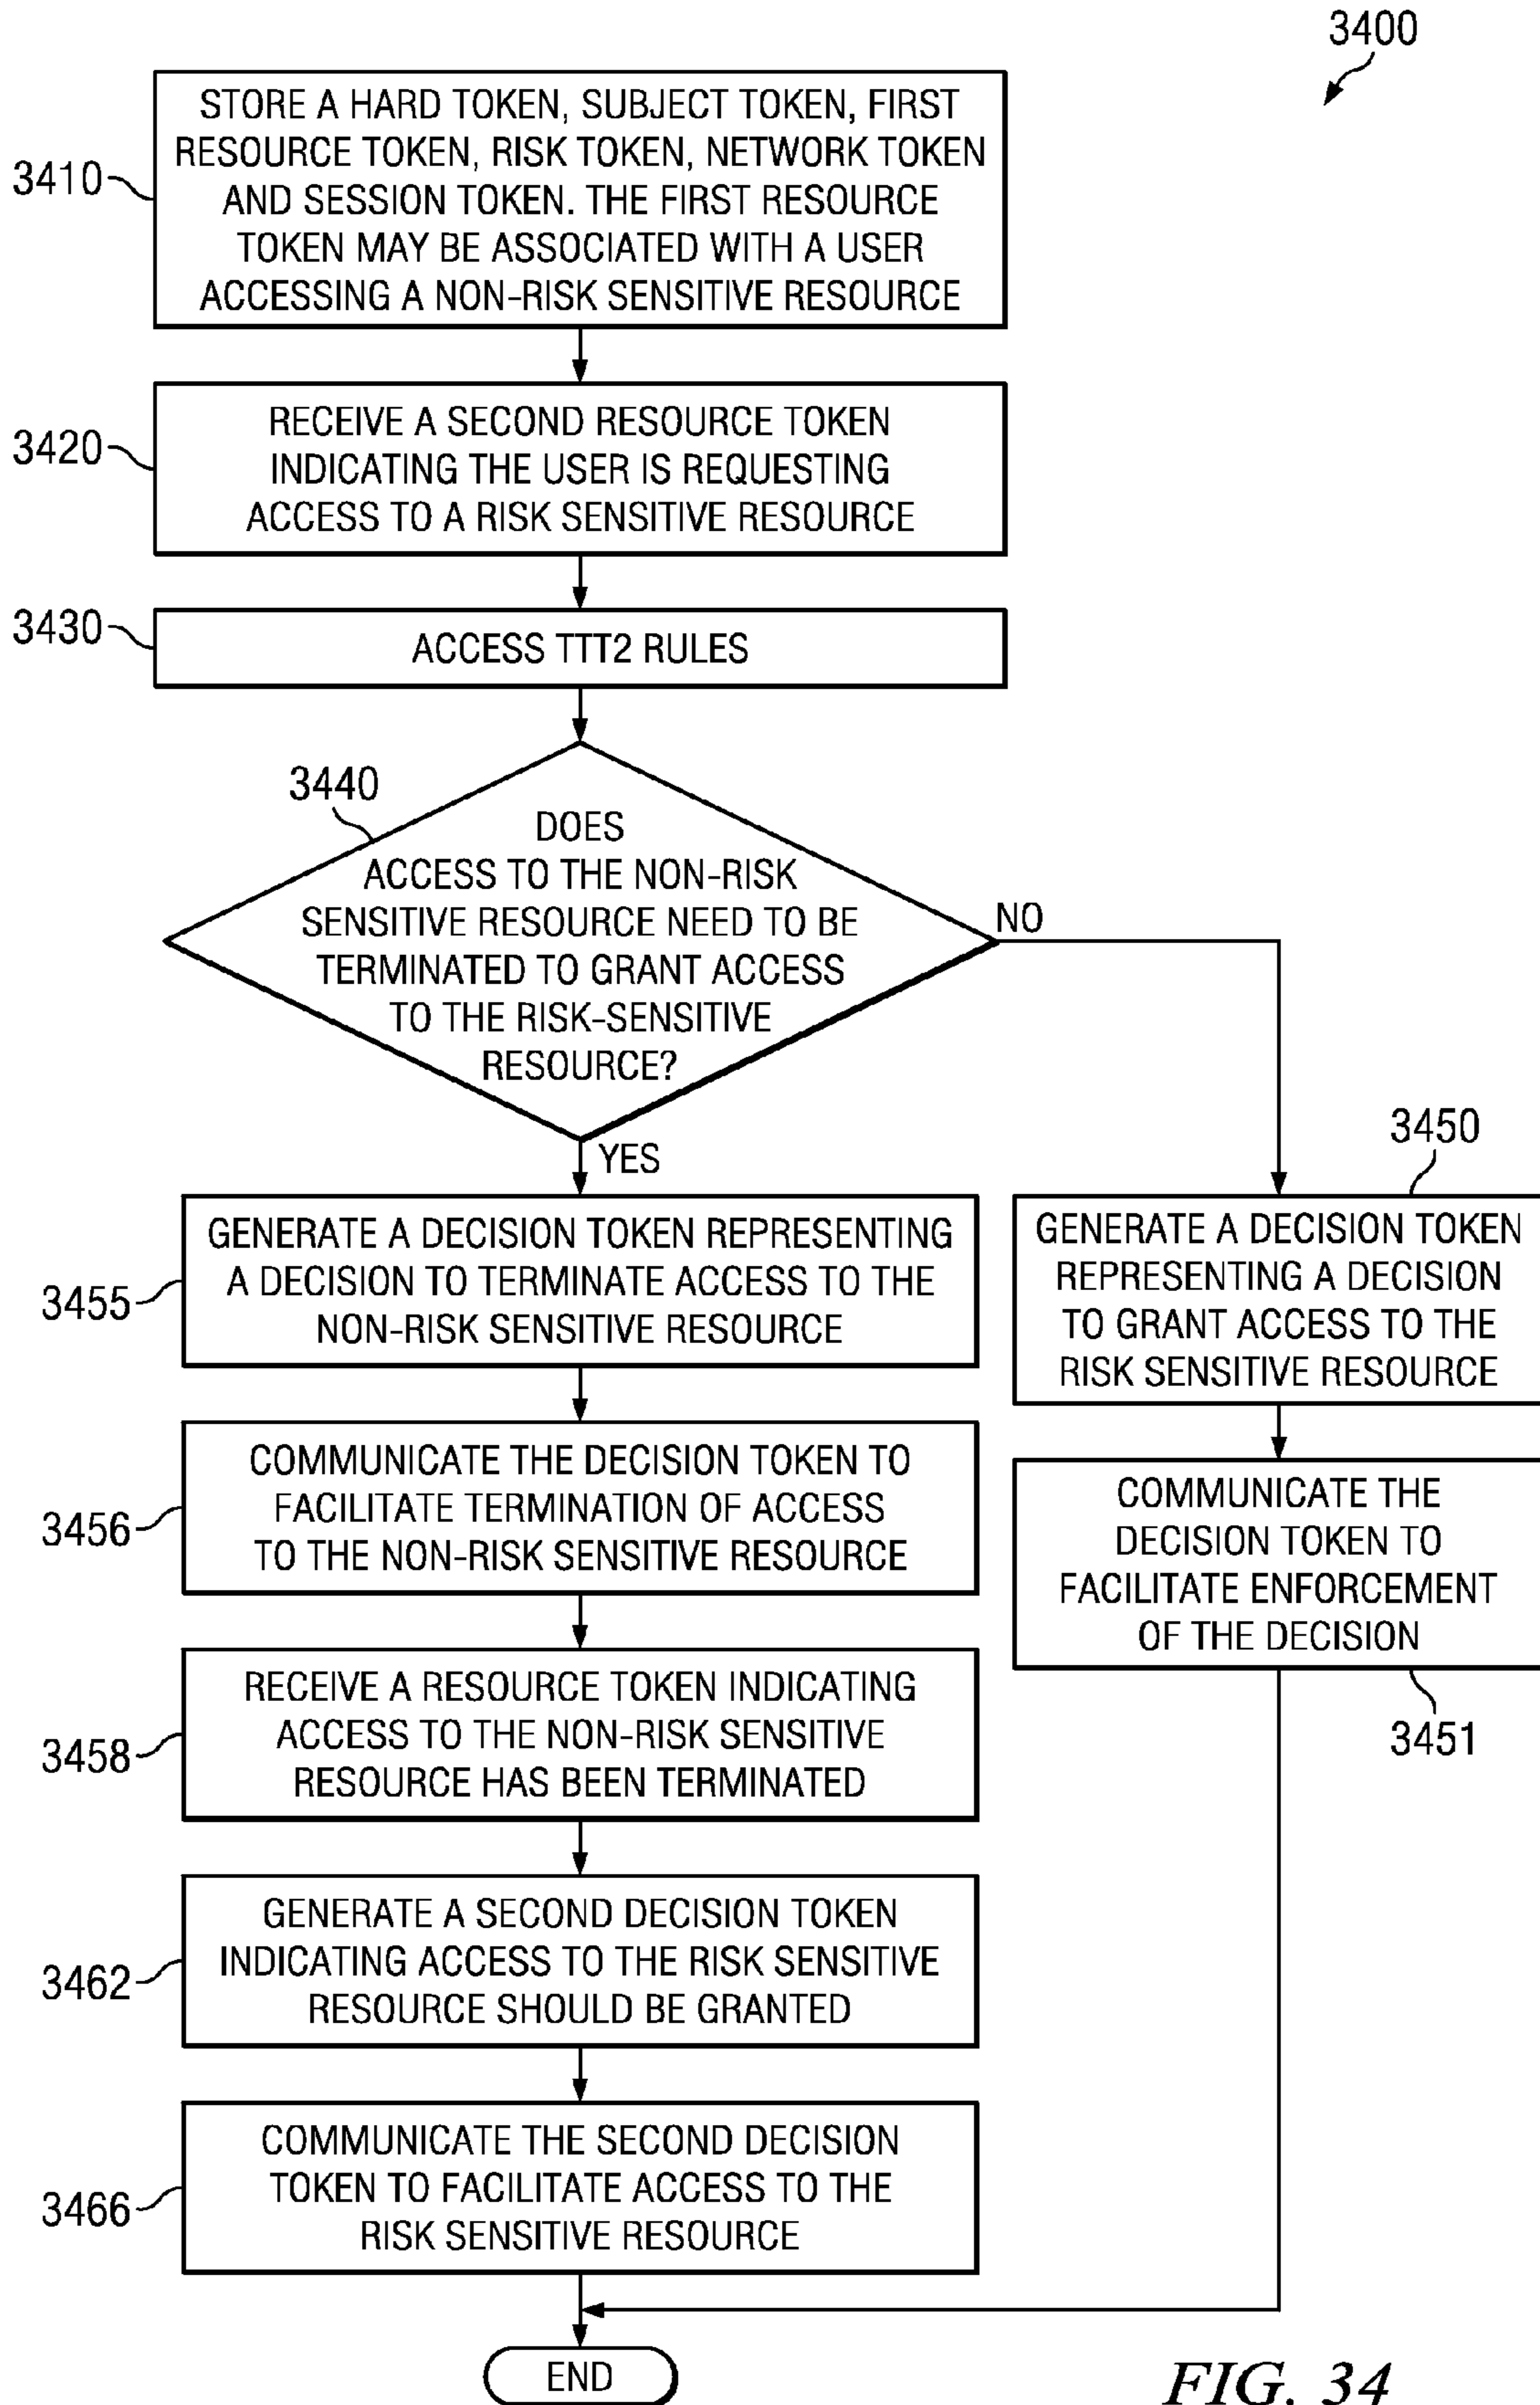 3400
3410
STORE A HARD TOKEN, SUBJECT TOKEN, FIRST
RESOURCE TOKEN, RISK TOKEN, NETWORK TOKEN
AND SESSION TOKEN. THE FIRST RESOURCE
TOKEN MAY BE ASSOCIATED WITH A USER
ACCESSING A NON-RISK SENSITIVE RESOURCE
3420
RECEIVE A SECOND RESOURCE TOKEN
INDICATING THE USER IS REQUESTING
ACCESS TO A RISK SENSITIVE RESOURCE
3430
ACCESS TTT2 RULES
3440
DOES
ACCESS TO THE NON-RISK
SENSITIVE RESOURCE NEED TO BE
TERMINATED TO GRANT ACCESS
TO THE RISK-SENSITIVE
RESOURCE?
NO
YES
3450
GENERATE A DECISION TOKEN
REPRESENTING A DECISION
TO GRANT ACCESS TO THE
RISK SENSITIVE RESOURCE
COMMUNICATE THE
DECISION TOKEN TO
FACILITATE ENFORCEMENT
OF THE DECISION
3451
3455
GENERATE A DECISION TOKEN REPRESENTING
A DECISION TO TERMINATE ACCESS TO THE
NON-RISK SENSITIVE RESOURCE
3456
COMMUNICATE THE DECISION TOKEN TO
FACILITATE TERMINATION OF ACCESS
TO THE NON-RISK SENSITIVE RESOURCE
3458
RECEIVE A RESOURCE TOKEN INDICATING
ACCESS TO THE NON-RISK SENSITIVE
RESOURCE HAS BEEN TERMINATED
3462
GENERATE A SECOND DECISION TOKEN
INDICATING ACCESS TO THE RISK SENSITIVE
RESOURCE SHOULD BE GRANTED
3466
COMMUNICATE THE SECOND DECISION
TOKEN TO FACILITATE ACCESS TO THE
RISK SENSITIVE RESOURCE
END
FIG. 34